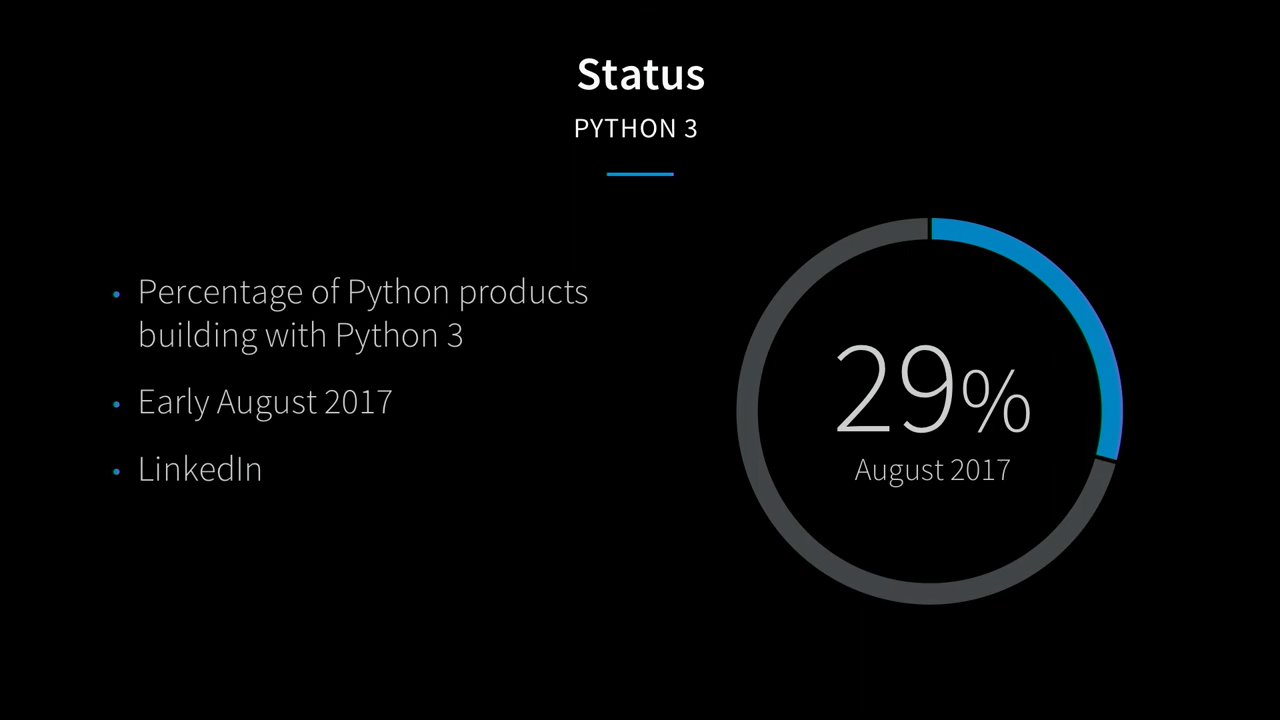 Status
PYTHON 3
• Percentage of Python products
building with Python 3
• Early August 2017
• LinkedIn
29%
August 2017